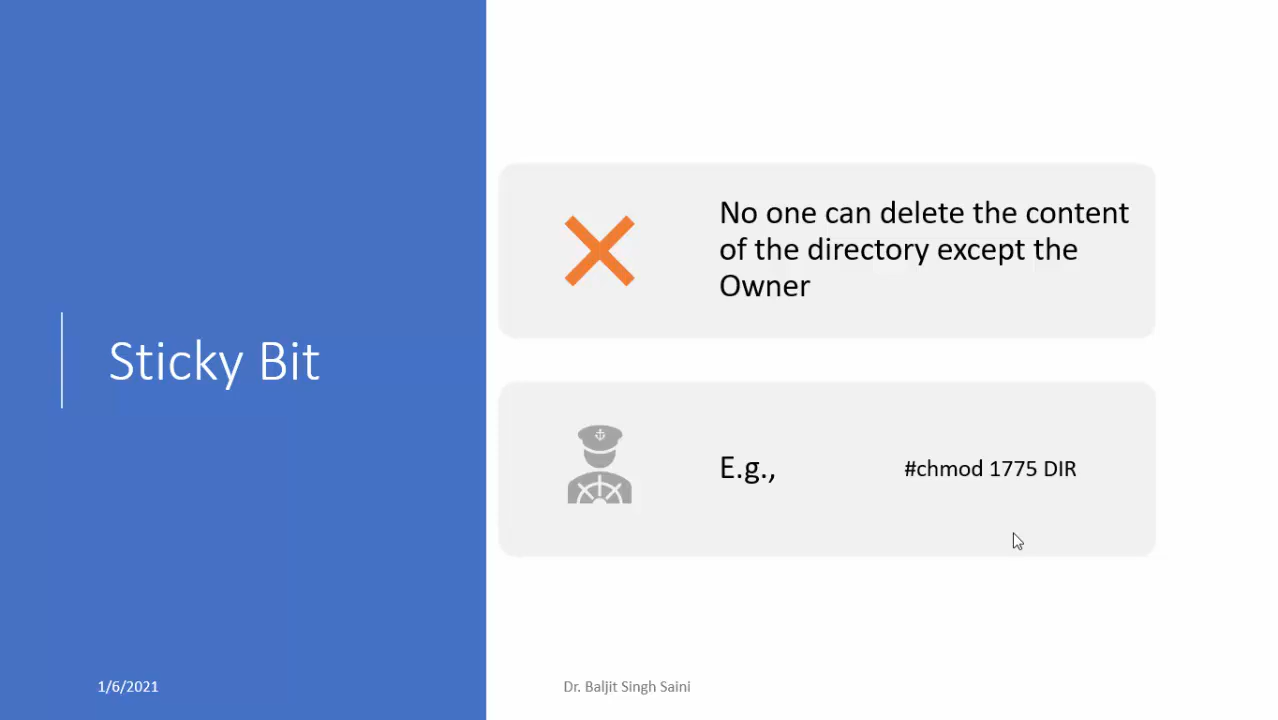 Sticky Bit
No one can delete the content
of the directory except the
Owner
E.g.,
#chmod 1775 DIR
1/6/2021
Dr. Baljit Singh Saini